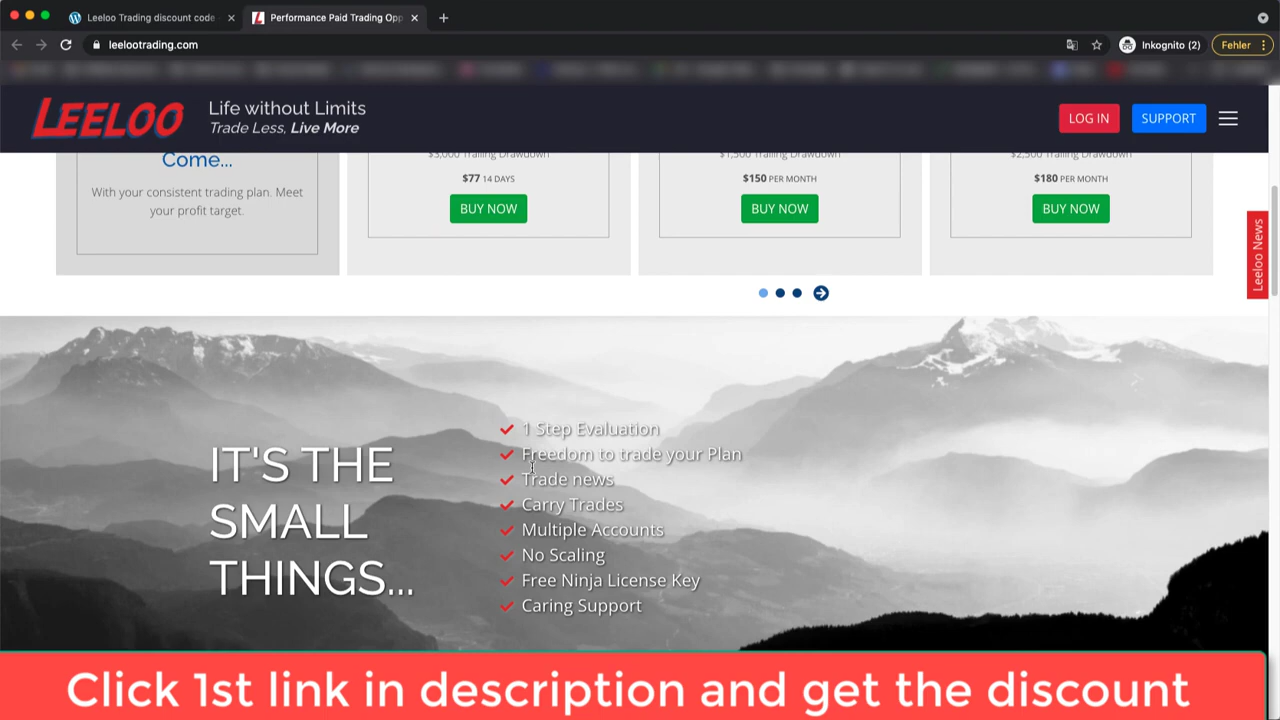 Leeloo Trading discount code
Performance Paid Trading Opp
leelootrading.com
Inkognito (2)
Fehler
LEELOO
Life without Limits
Trade Less, Live More
LOG IN
SUPPORT
Come...
With your consistent trading plan. Meet
your profit target.
$3,000 Trailing Drawdown
$77 14 DAYS
BUY NOW
$1,500 Trailing Drawdown
$150 PER MONTH
BUY NOW
$2,500 Trailing Drawdown
$180 PER MONTH
BUY NOW
Leeloo News
IT'S THE
SMALL
THINGS...
1 Step Evaluation
Freedom to trade your Plan
Trade news
Carry Trades
Multiple Accounts
No Scaling
Free Ninja License Key
Caring Support
Click 1st link in description and get the discount